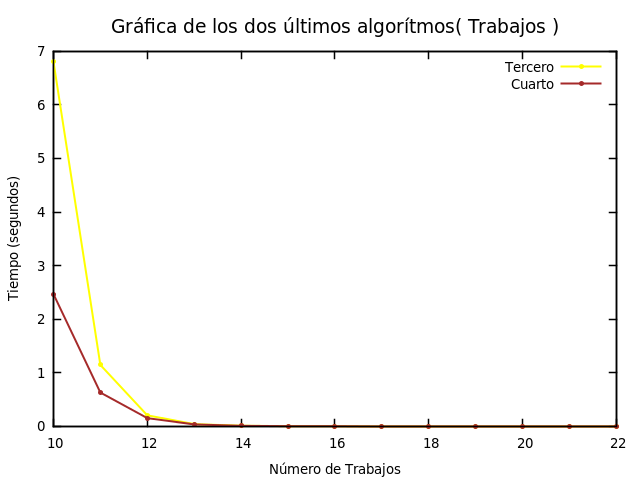 Gráfica de los dos últimos algorítmos( Trabajos )
7
6
5
4
3
2
1
0
Tiempo (segundos)
Tercero
Cuarto
10 12 14 16 18 20 22
Número de Trabajos